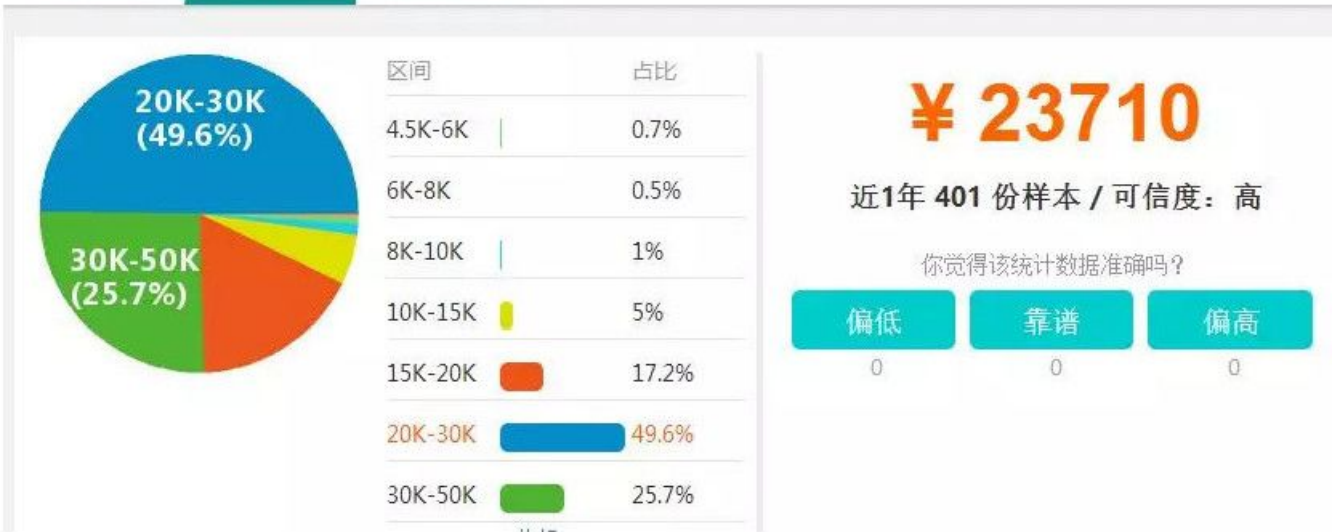 20K-30K
(49.6%)
30K-50K
(25.7%)
区间 占比
4.5K-6K 0.7%
6K-8K 0.5%
8K-10K 1%
10K-15K 5%
15K-20K 17.2%
20K-30K 49.6%
30K-50K 25.7%
¥ 23710
近1年 401 份样本 / 可信度：高
你觉得该统计数据准确吗？
偏低 靠谱 偏高
0 0 0